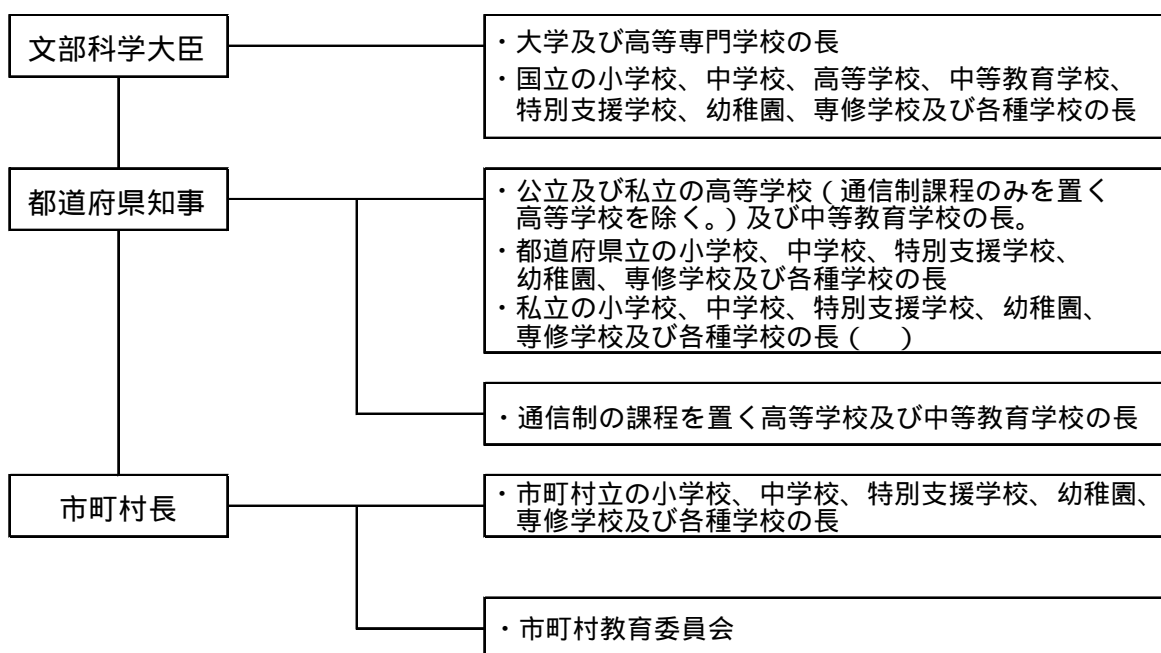 文部科学大臣
・大学及び高等専門学校の長
・国立の小学校、中学校、高等学校、中等教育学校、
特別支援学校、幼稚園、専修学校及び各種学校の長
都道府県知事
・公立及び私立の高等学校（通信制課程のみを置く
高等学校を除く。）及び中等教育学校の長。
・都道府県立の小学校、中学校、特別支援学校、
幼稚園、専修学校及び各種学校の長
・私立の小学校、中学校、特別支援学校、幼稚園、
専修学校及び各種学校の長（　）
・通信制の課程を置く高等学校及び中等教育学校の長
市町村長
・市町村立の小学校、中学校、特別支援学校、幼稚園、
専修学校及び各種学校の長
・市町村教育委員会